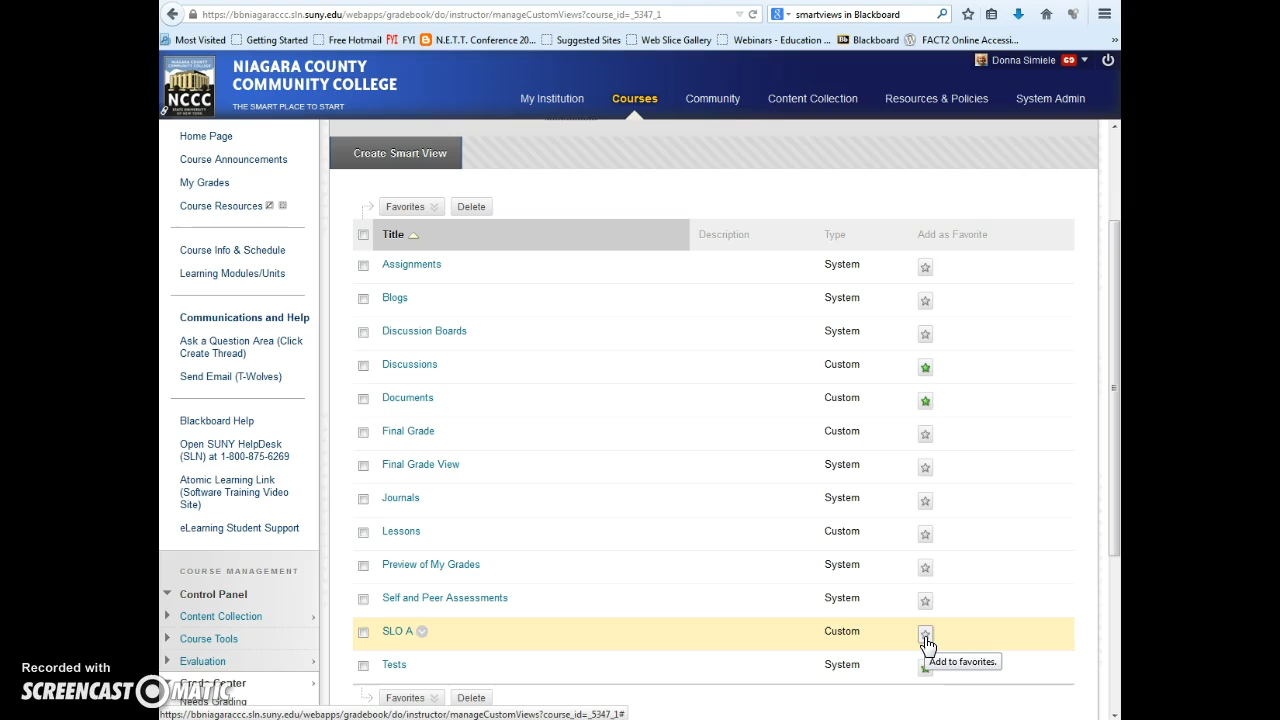 https://bbniagaraccc.sln.suny.edu/webapps/gradebook/do/instructor/manageCustomViews?course_id=_5347_1
smartviews in Blackboard
Most Visited Getting Started Free Hotmail FYI FYI N.E.T.T. Conference 20... Suggested Sites Web Slice Gallery Webinars - Education ... Bb Blackboard FACT2 Online Accessi...
NIAGARA COUNTY
COMMUNITY COLLEGE
THE SMART PLACE TO START
NCCC
Donna Simiele 69
My Institution Courses Community Content Collection Resources & Policies System Admin
Home Page
Course Announcements
My Grades
Course Resources
Course Info & Schedule
Learning Modules/Units
Communications and Help
Ask a Question Area (Click
Create Thread)
Send Email (T-Wolves)
Blackboard Help
Open SUNY HelpDesk
(SLN) at 1-800-875-6269
Atomic Learning Link
(Software Training Video
Site)
eLearning Student Support
COURSE MANAGEMENT
Control Panel
Content Collection
Course Tools
Evaluation
Grade Center
Needs Grading
Create Smart View
Favorites Delete
Title Description Type Add as Favorite
Assignments System
Blogs System
Discussion Boards System
Discussions Custom
Documents Custom
Final Grade Custom
Final Grade View System
Journals System
Lessons Custom
Preview of My Grades System
Self and Peer Assessments System
SLO A Custom
Add to favorites.
Tests System
Favorites Delete
https://bbniagaraccc.sln.suny.edu/webapps/gradebook/do/instructor/manageCustomViews?course_id=_5347_1#
Recorded with
SCREENCAST-O-MATIC